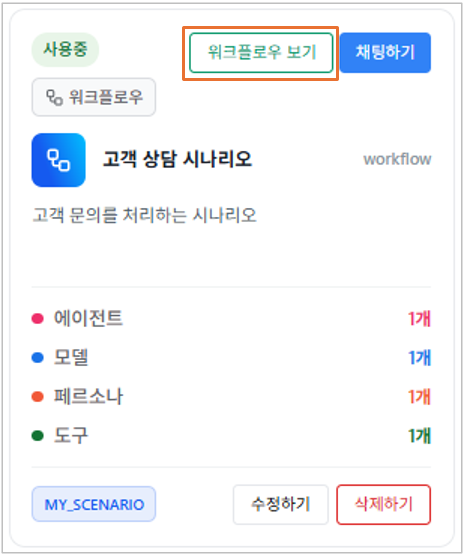 사용중 워크플로우 보기 채팅하기
워크플로우
고객 상담 시나리오 workflow
고객 문의를 처리하는 시나리오
에이전트 1개
모델 1개
페르소나 1개
도구 1개
MY_SCENARIO 수정하기 삭제하기